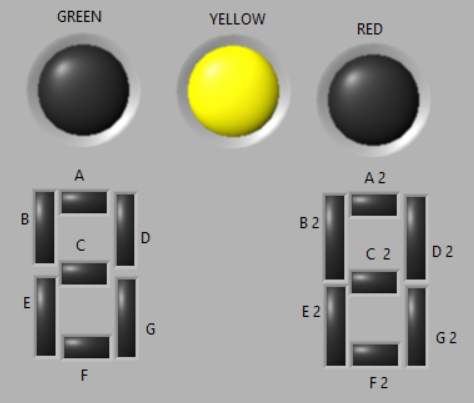 GREEN
YELLOW
RED
A
B
C
D
E
F
G
A 2
B 2
C 2
D 2
E 2
F 2
G 2